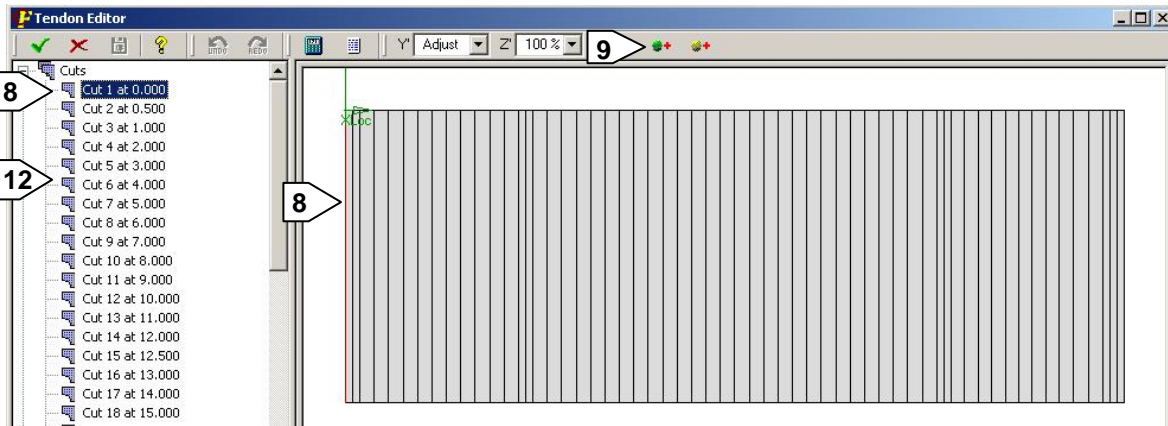 Tendon Editor
UNDO REDO Y' Adjust Z' 100 % 9
Cuts
8 Cut 1 at 0.000
Cut 2 at 0.500
Cut 3 at 1.000
Cut 4 at 2.000
Cut 5 at 3.000
12 Cut 6 at 4.000
Cut 7 at 5.000
Cut 8 at 6.000
Cut 9 at 7.000
Cut 10 at 8.000
Cut 11 at 9.000
Cut 12 at 10.000
Cut 13 at 11.000
Cut 14 at 12.000
Cut 15 at 12.500
Cut 16 at 13.000
Cut 17 at 14.000
Cut 18 at 15.000
XLoc
8